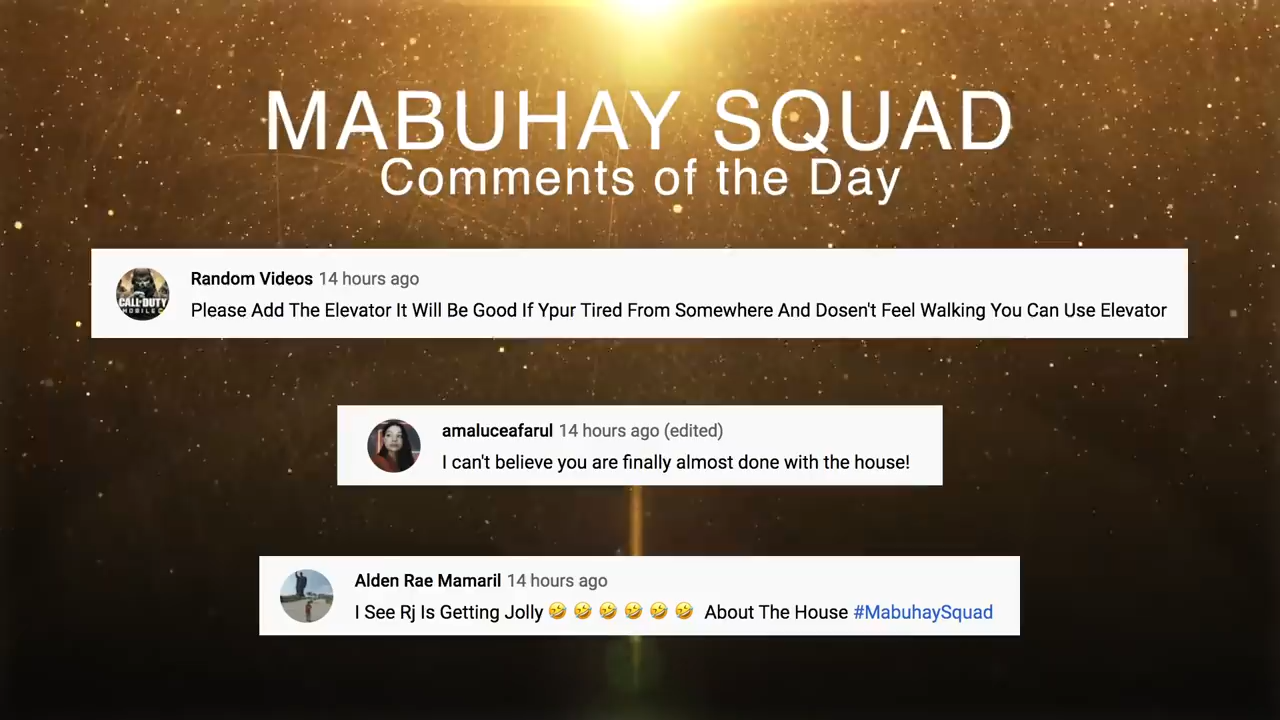 MABUHAY SQUAD
Comments of the Day
Random Videos 14 hours ago
CALL·DUTY
MOBILE
Please Add The Elevator It Will Be Good If Ypur Tired From Somewhere And Dosen't Feel Walking You Can Use Elevator
amaluceafarul 14 hours ago (edited)
I can't believe you are finally almost done with the house!
Alden Rae Mamaril 14 hours ago
I See Rj Is Getting Jolly 🤣 🤣 🤣 🤣 🤣 🤣 About The House #MabuhaySquad